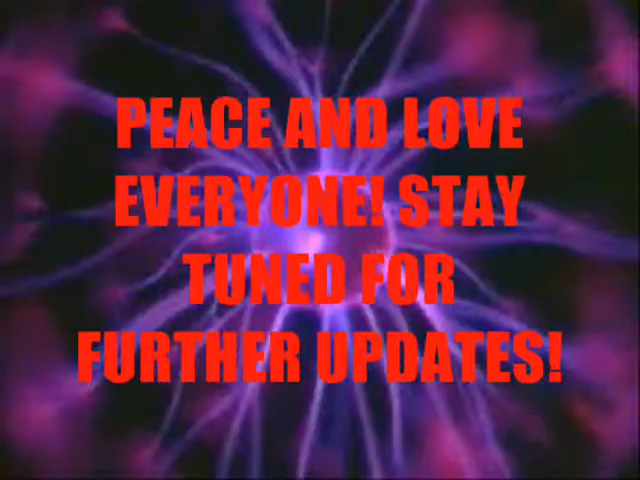 PEACE AND LOVE
EVERYONE! STAY
TUNED FOR
FURTHER UPDATES!